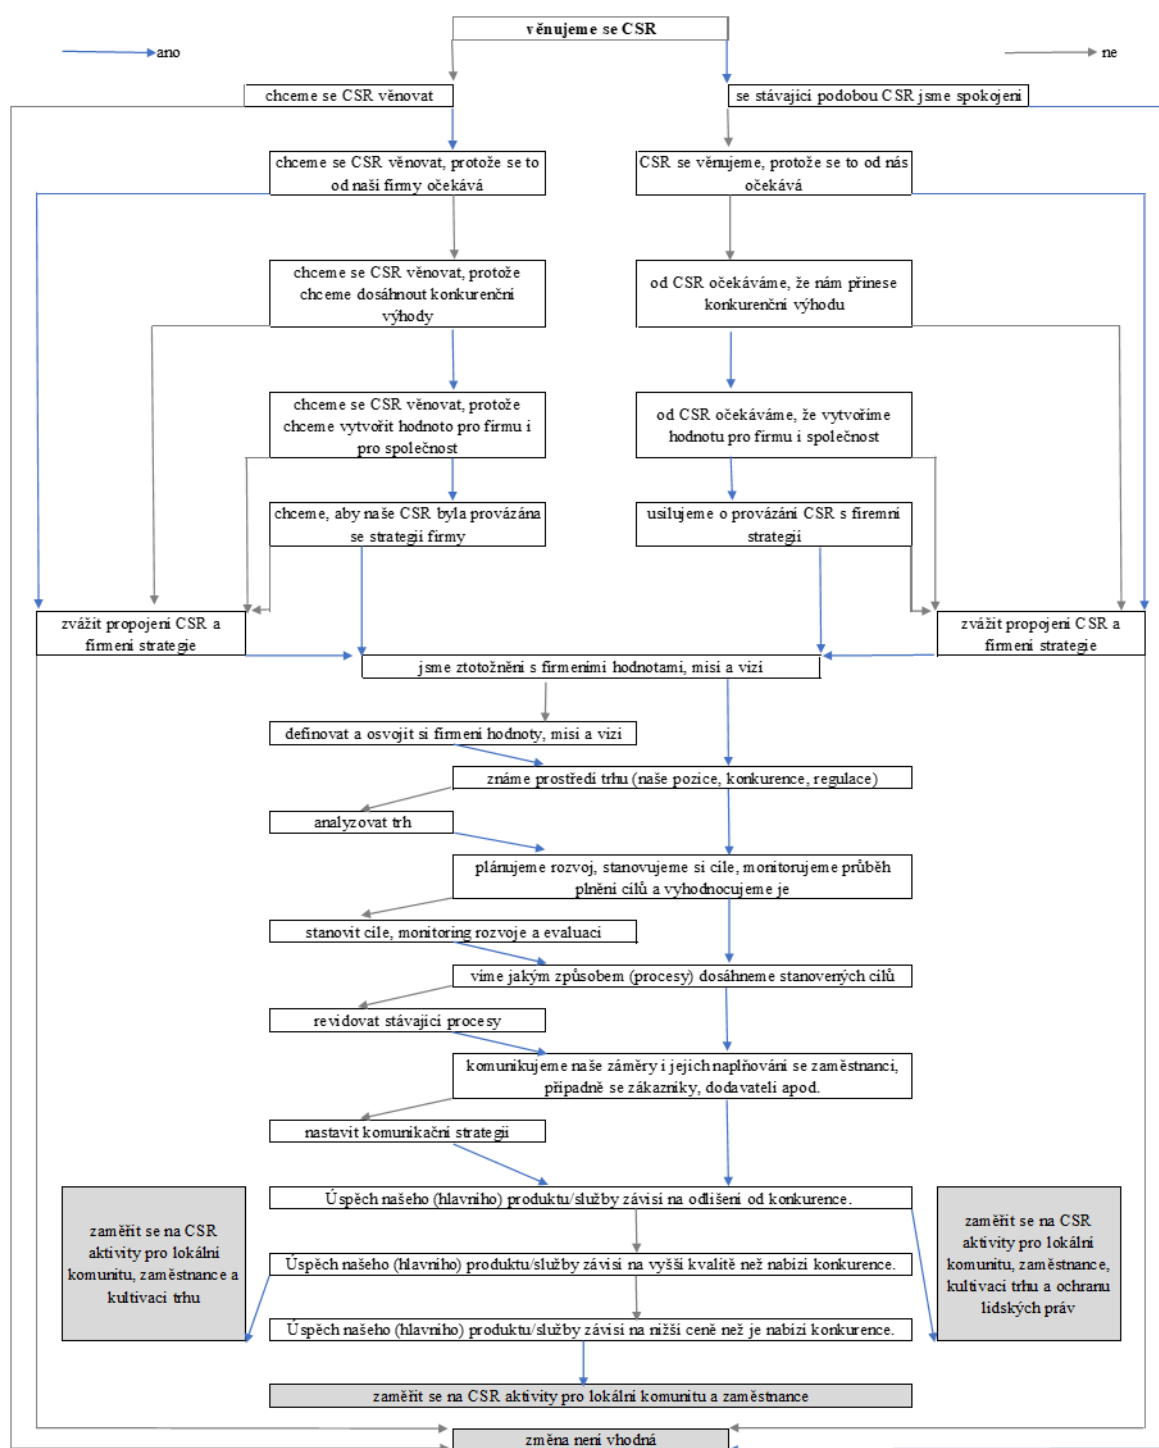 věnujeme se CSR
ano
ne
chceme se CSR věnovat
se stávající podobou CSR jsme spokojeni
chceme se CSR věnovat, protože se to
od naší firmy očekává
CSR se věnujeme, protože se to od nás
očekává
chceme se CSR věnovat, protože
chceme dosáhnout konkurenční
výhody
od CSR očekáváme, že nám přinese
konkurenční výhodu
chceme se CSR věnovat, protože
chceme vytvořit hodnoto pro firmu i
pro společnost
od CSR očekáváme, že vytvoříme
hodnotu pro firmu i společnost
chceme, aby naše CSR byla provázána
se strategií firmy
usilujeme o provázání CSR s firemní
strategií
zvážit propojení CSR a
firmení strategie
zvážit propojení CSR a
firmení strategie
jsme ztotožnění s firmeními hodnotami, misí a vizí
definovat a osvojit si firmení hodnoty, misi a vizi
známe prostředí trhu (naše pozice, konkurence, regulace)
analyzovat trh
plánujeme rozvoj, stanovujeme si cíle, monitorujeme průběh
plnění cílů a vyhodnocujeme je
stanovit cíle, monitoring rozvoje a evaluaci
víme jakým způsobem (procesy) dosáhneme stanovených cílů
revidovat stávající procesy
komunikujeme naše záměry i jejich naplňování se zaměstnanci,
případně se zákazníky, dodavateli apod.
nastavit komunikační strategii
Úspěch našeho (hlavního) produktu/služby závisí na odlišení od konkurence.
zaměřit se na CSR
aktivity pro lokální
komunitu, zaměstnance a
kultivaci trhu
zaměřit se na CSR
aktivity pro lokální
komunitu, zaměstnance,
kultivaci trhu a ochranu
lidských práv
Úspěch našeho (hlavního) produktu/služby závisí na vyšší kvalitě než nabízí konkurence.
Úspěch našeho (hlavního) produktu/služby závisí na nižší ceně než je nabízí konkurence.
zaměřit se na CSR aktivity pro lokální komunitu a zaměstnance
změna není vhodná